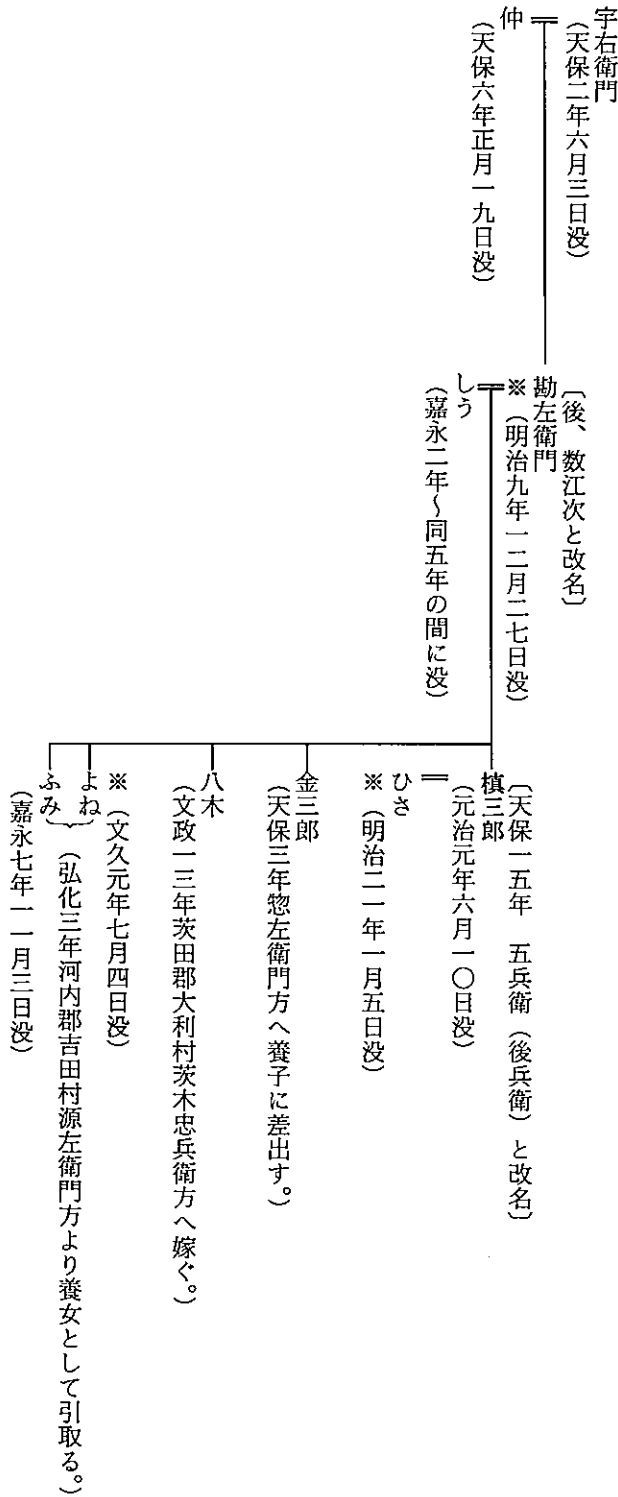 宇右衛門
（天保二年六月三日没）
仲
（天保六年正月一九日没）
〔後、数江次と改名〕
勘左衛門
※（明治九年一二月二七日没）
しう
（嘉永二年～同五年の間に没）
〔天保一五年　五兵衛（後兵衛）と改名〕
槙三郎
（元治元年六月一〇日没）
ひさ
※（明治二一年一月五日没）
金三郎
（天保三年惣左衛門方へ養子に差出す。）
八木
（文政一三年茨田郡大利村茨木忠兵衛方へ嫁ぐ。）
※（文久元年七月四日没）
よね
（弘化三年河内郡吉田村源左衛門方より養女として引取る。）
ふみ
（嘉永七年一一月三日没）